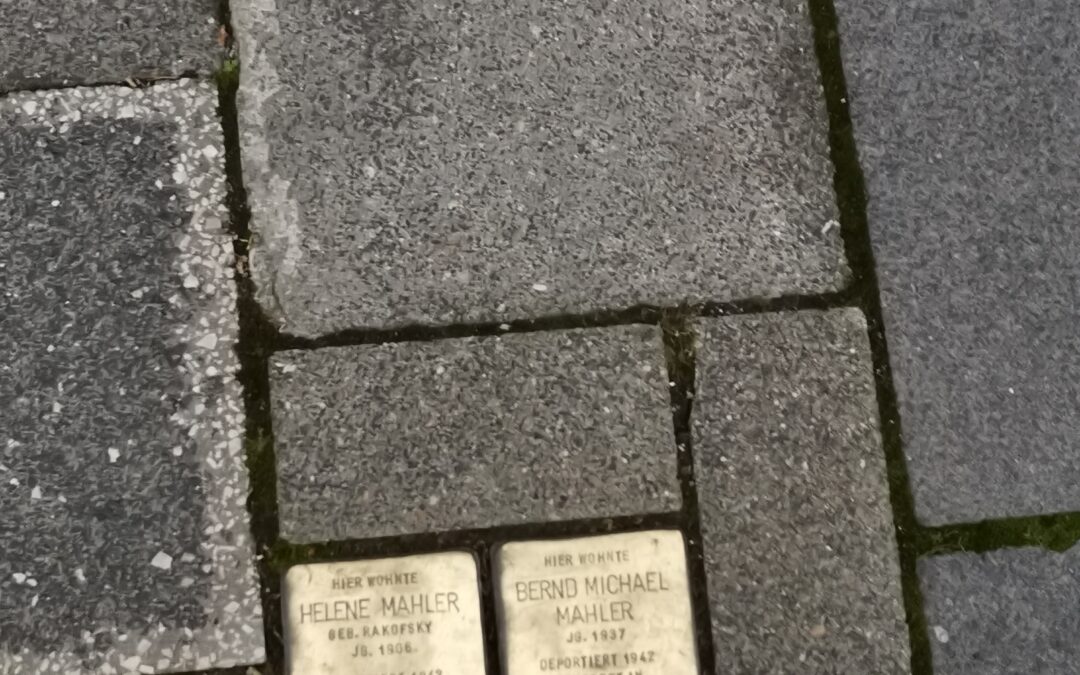 HIER WOHNTE
HELENE MAHLER
GEB. RAKOFSKY
JG. 1906
HIER WOHNTE
BERND MICHAEL
MAHLER
JG. 1937
DEPORTIERT 1942